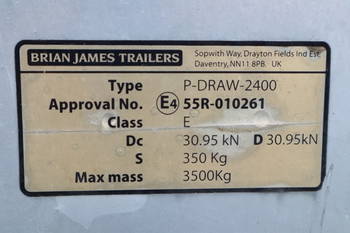 BRIAN JAMES TRAILERS
Sopwith Way, Drayton Fields Ind Est,
Daventry, NN11 8PB. UK
Type P-DRAW-2400
Approval No. E4 55R-010261
Class E
Dc 30.95 kN D 30.95kN
S 350 Kg
Max mass 3500Kg